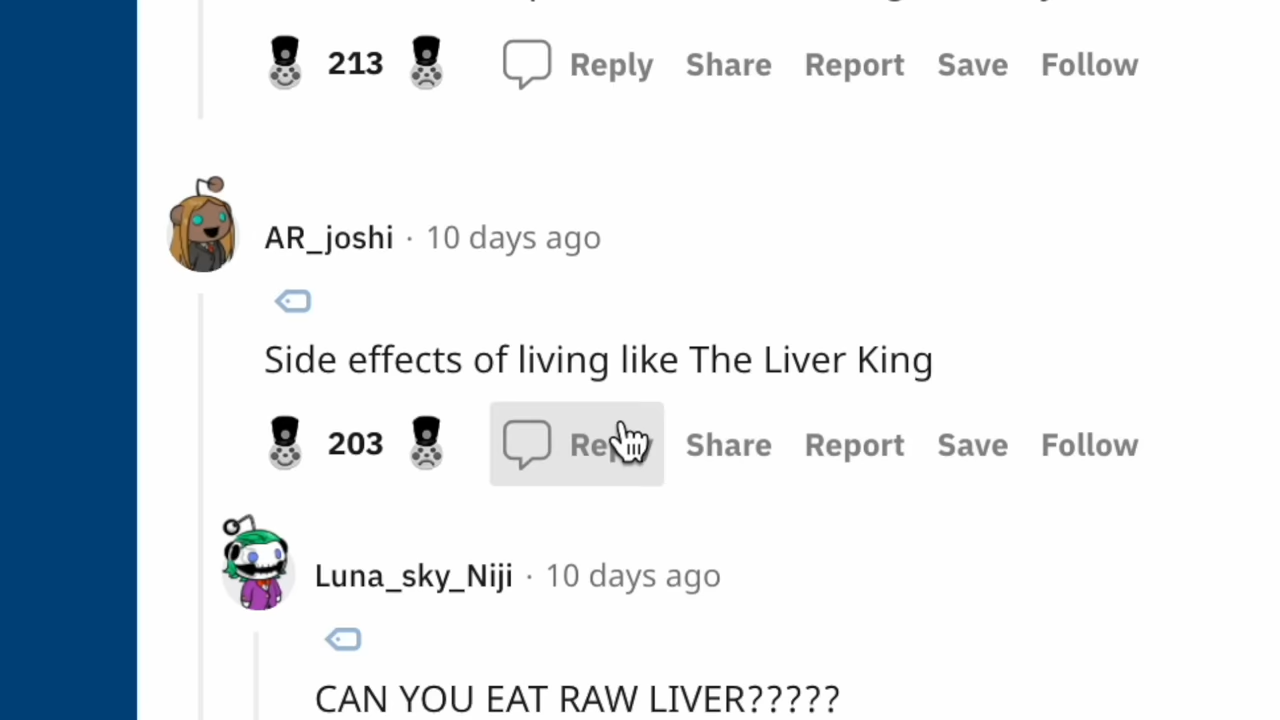 213 Reply Share Report Save Follow
AR_joshi · 10 days ago
Side effects of living like The Liver King
203 Share Report Save Follow
Luna_sky_Niji · 10 days ago
CAN YOU EAT RAW LIVER?????